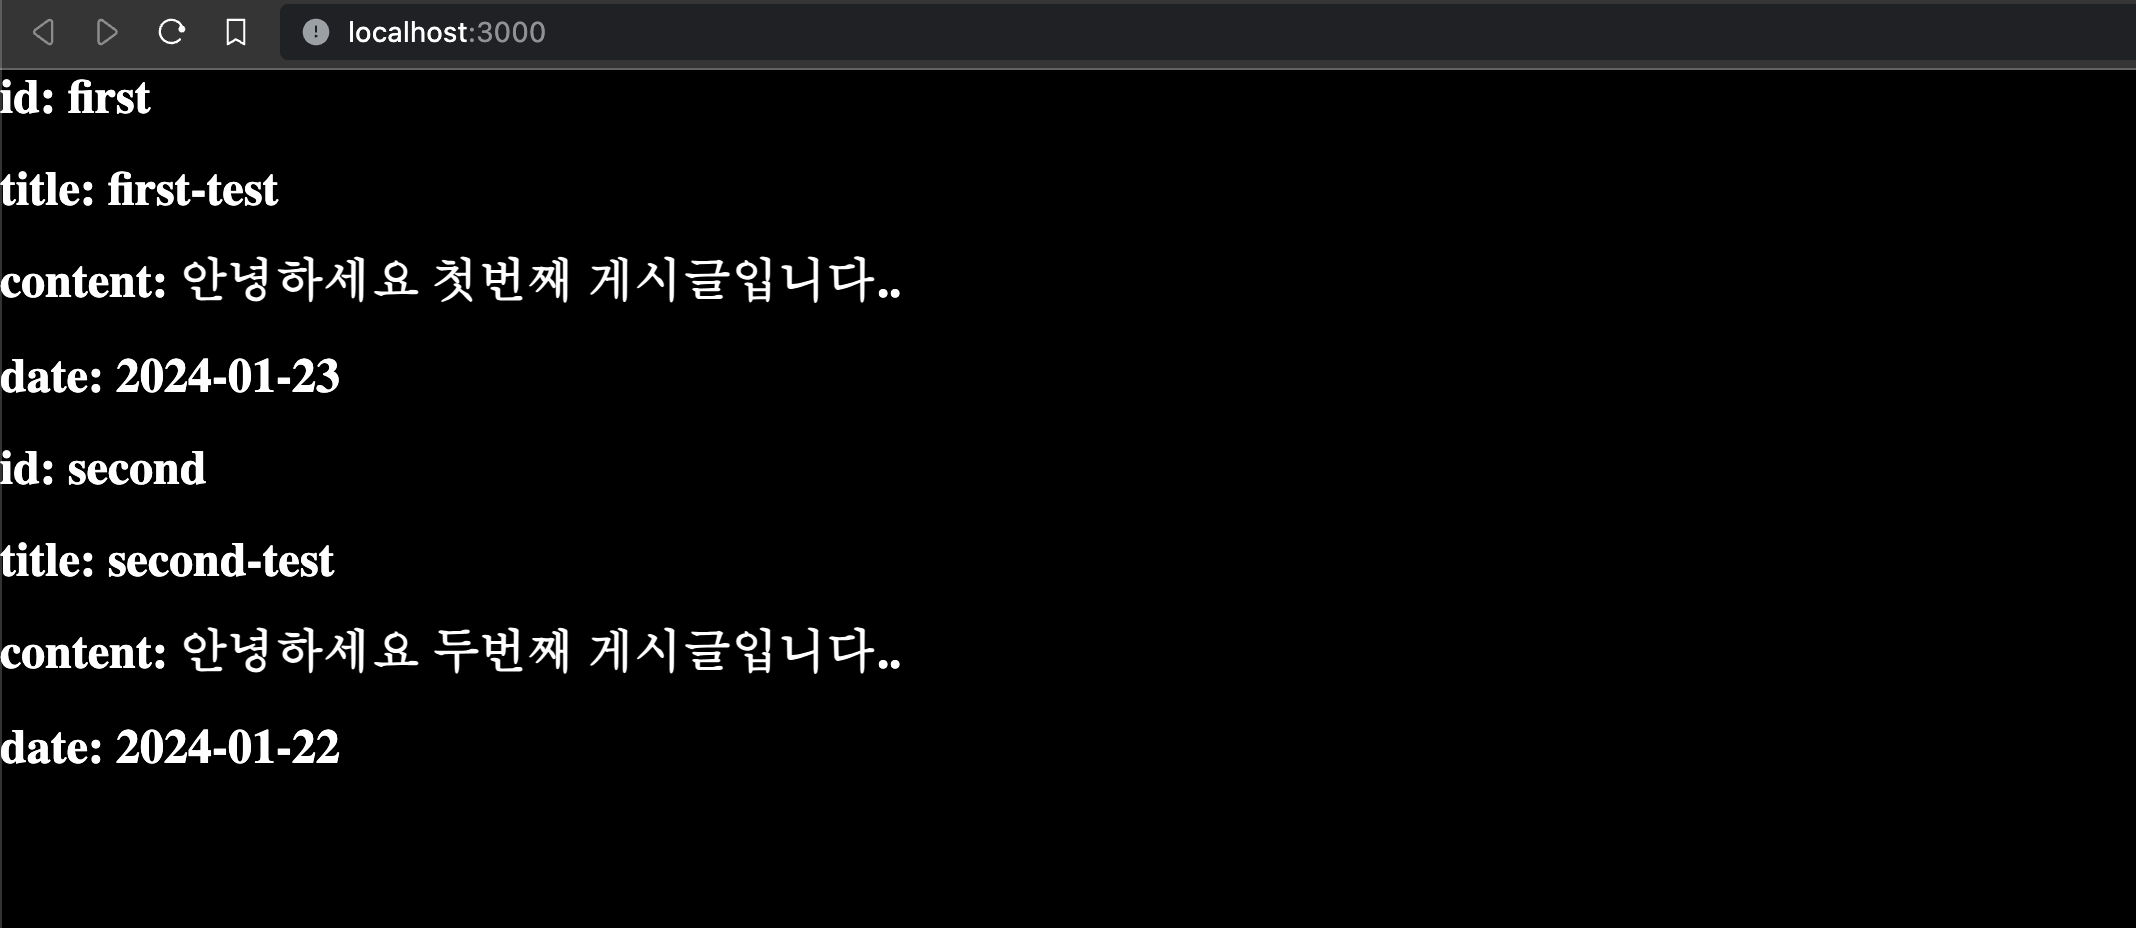 localhost:3000
id: first
title: first-test
content: 안녕하세요 첫번째 게시글입니다..
date: 2024-01-23
id: second
title: second-test
content: 안녕하세요 두번째 게시글입니다..
date: 2024-01-22